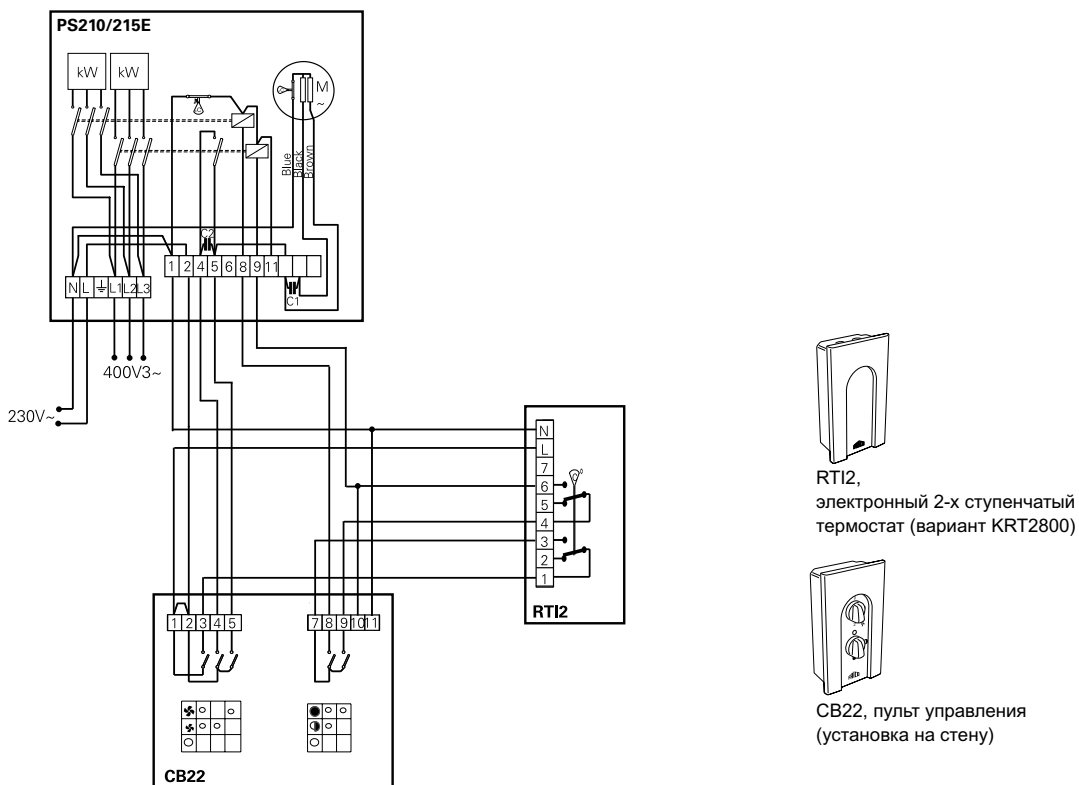 PS210/215E
kW kW
M
~
Blue
Black
Brown
C2
1 2 4 5 6 8 9 11
N L L1 L2 L3
C1
400V3~
230V~
N
L
7
6
5
4
3
2
1
RTI2
1 2 3 4 5
7 8 9 10 11
CB22
RTI2,
электронный 2-х ступенчатый
термостат (вариант KRT2800)
CB22, пульт управления
(установка на стену)